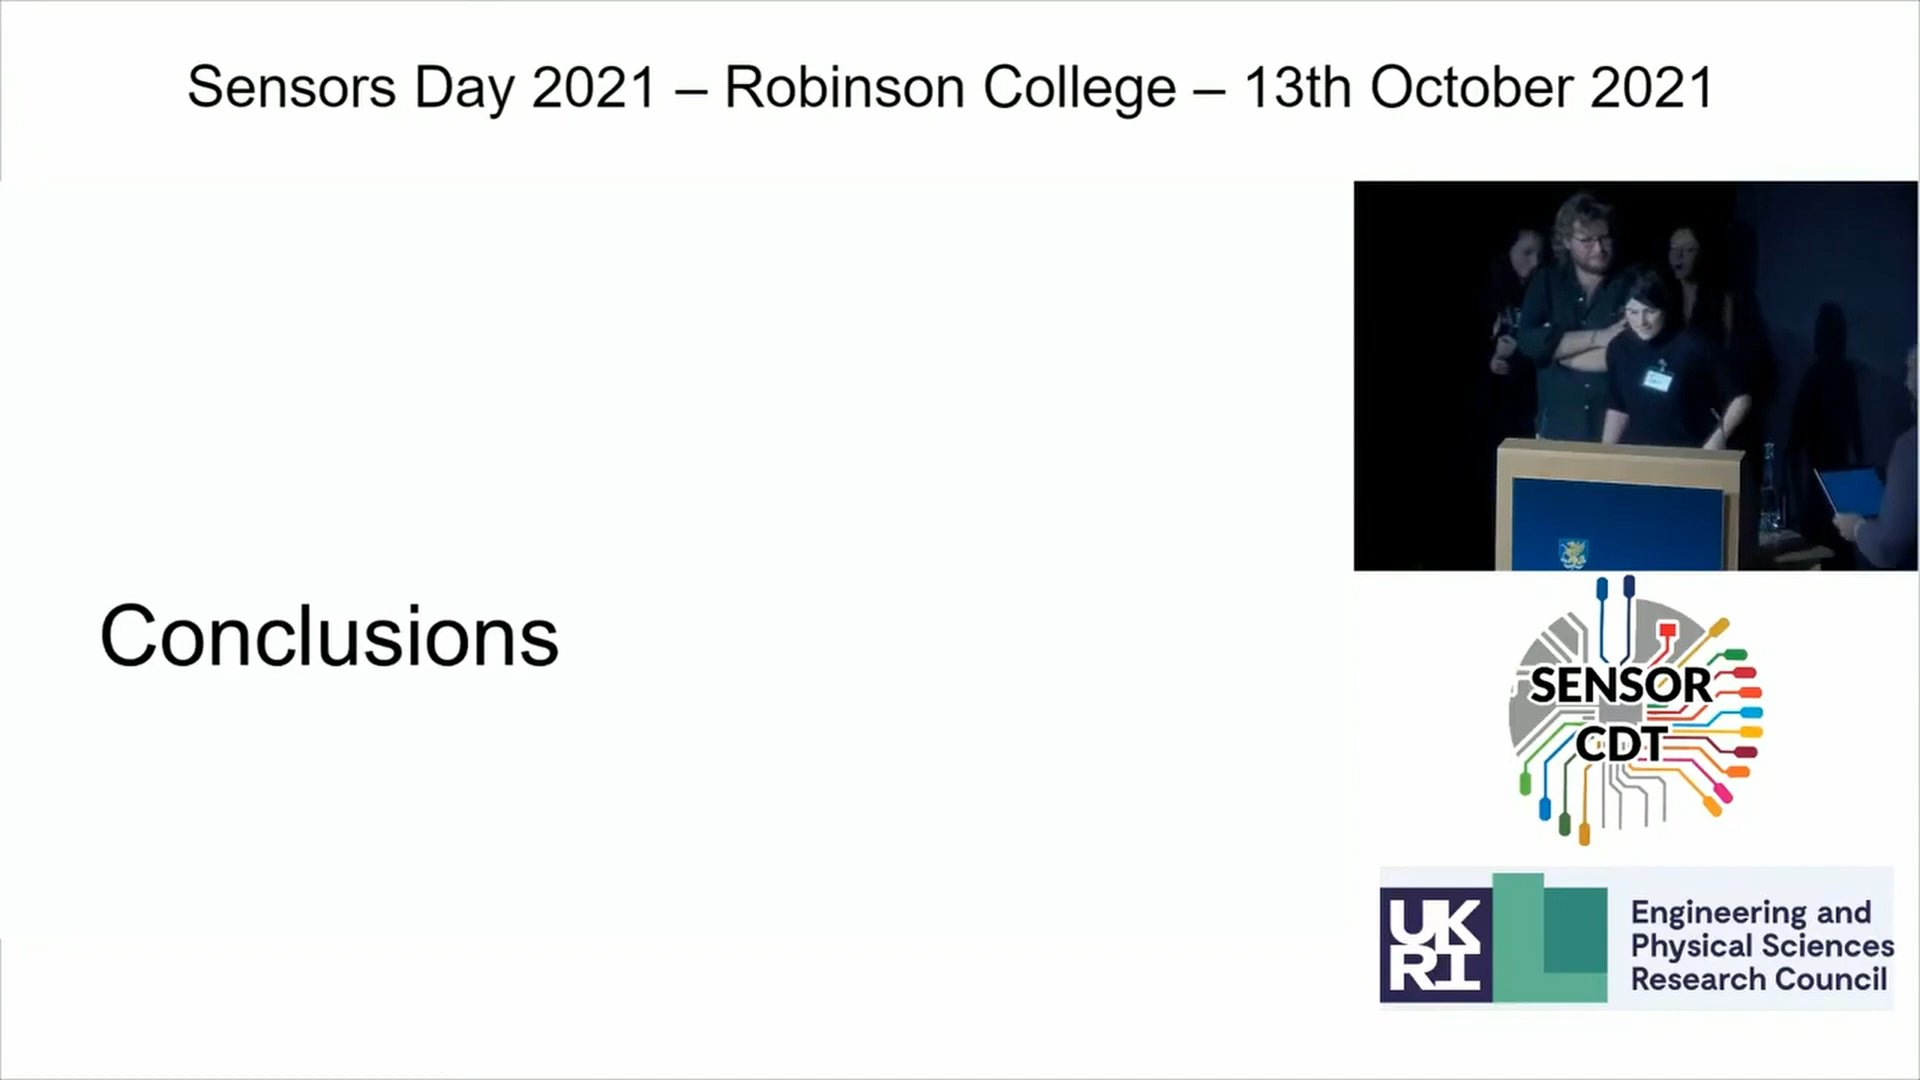 Sensors Day 2021 – Robinson College – 13th October 2021
Conclusions
SENSOR
CDT
UK
RI
Engineering and
Physical Sciences
Research Council